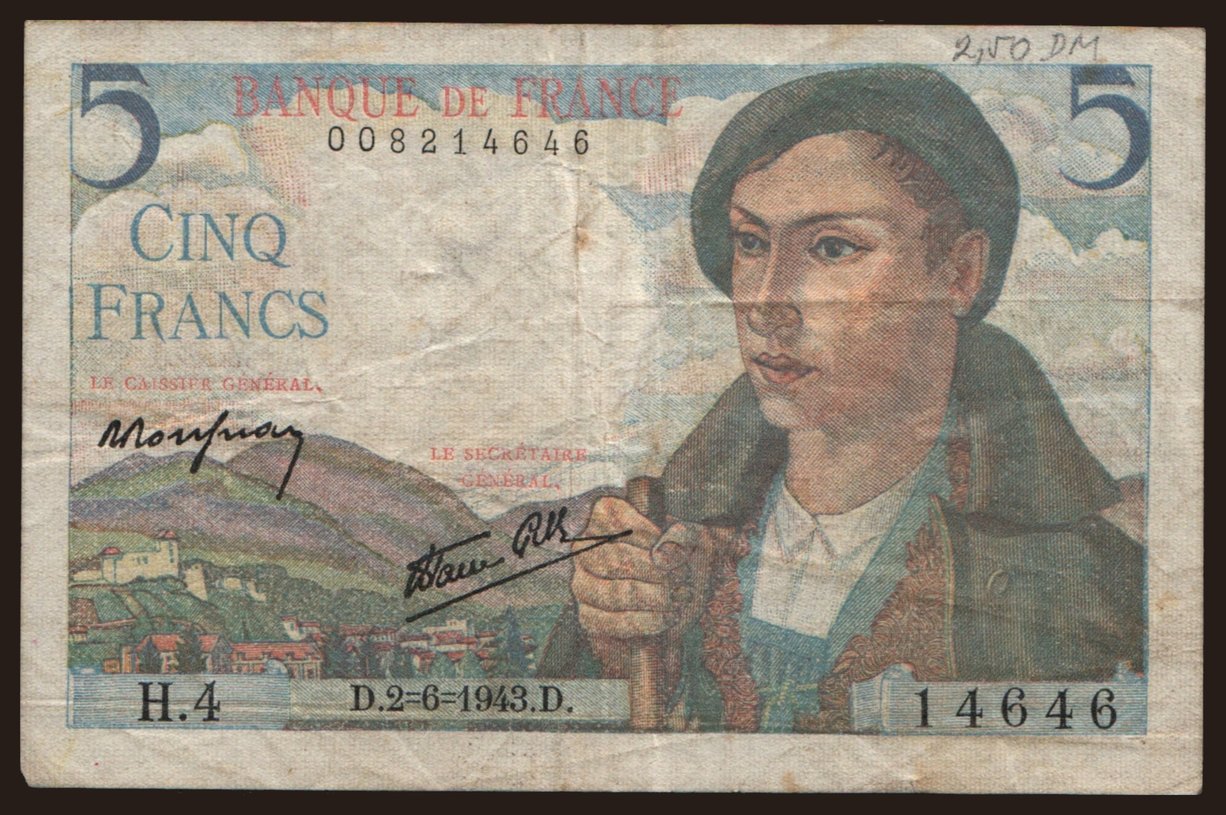 2,50 DM
5 BANQUE DE FRANCE 5
008214646
CINQ
FRANCS
LE CAISSIER GÉNÉRAL,
LE SECRÉTAIRE
GÉNÉRAL,
H.4 D.2=6=1943.D. 14646